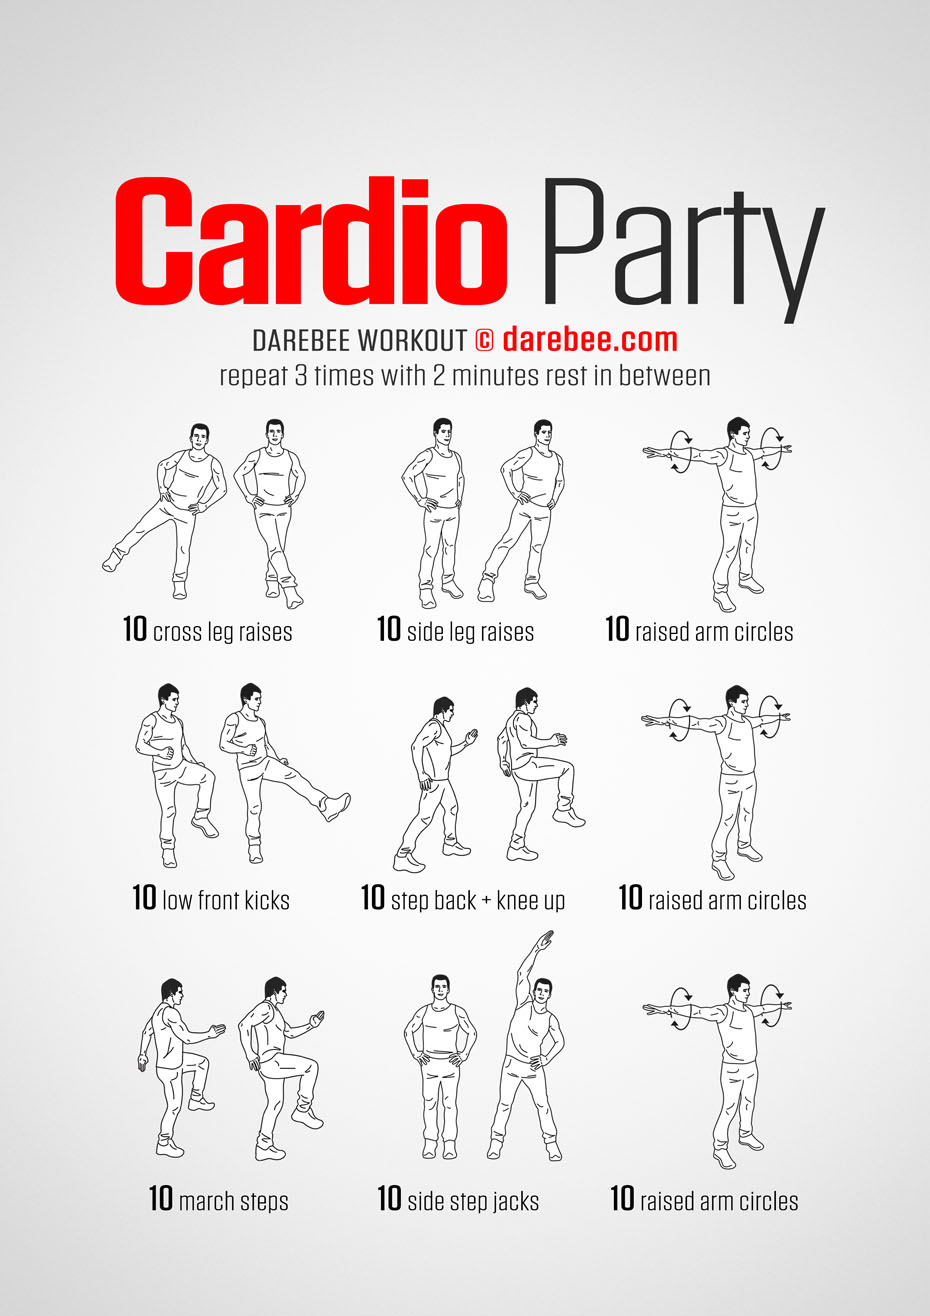 Cardio Party
DAREBEE WORKOUT © darebee.com
repeat 3 times with 2 minutes rest in between
10 cross leg raises
10 side leg raises
10 raised arm circles
10 low front kicks
10 step back + knee up
10 raised arm circles
10 march steps
10 side step jacks
10 raised arm circles